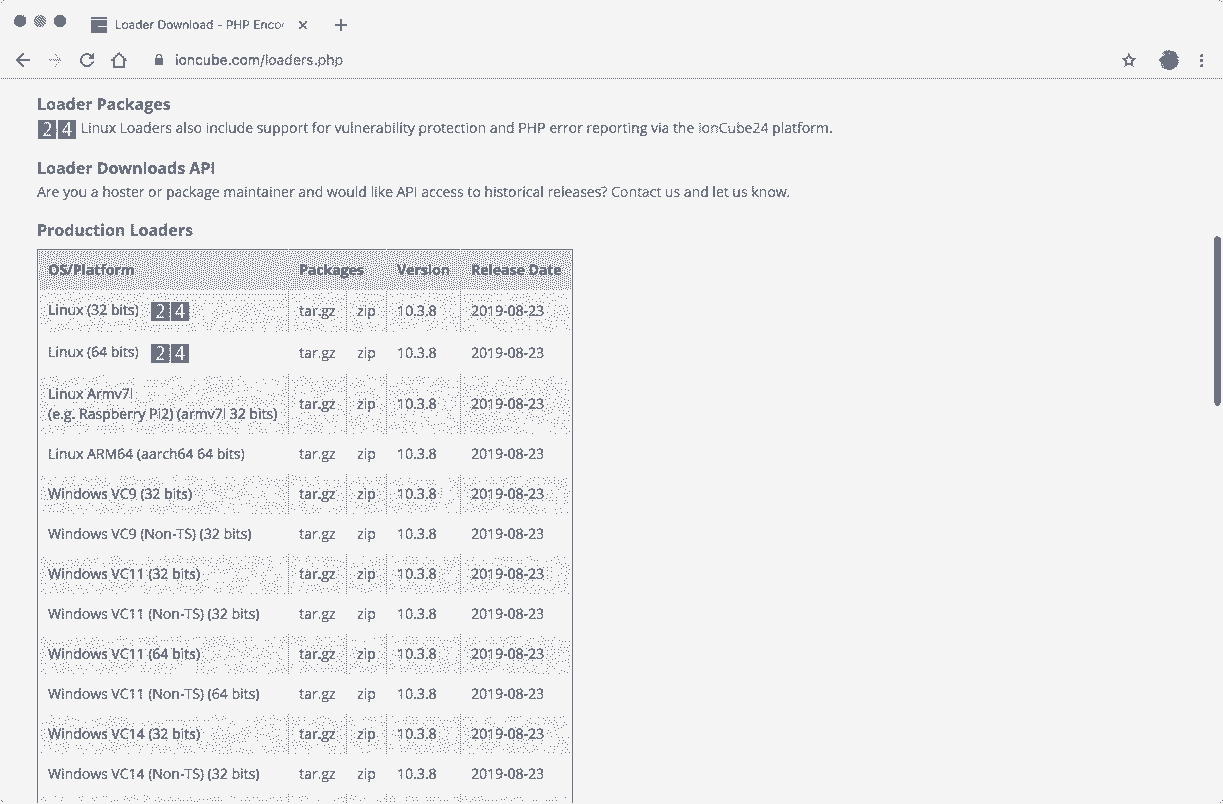 Loader Download - PHP Enco
ioncube.com/loaders.php
Loader Packages
24 Linux Loaders also include support for vulnerability protection and PHP error reporting via the ionCube24 platform.
Loader Downloads API
Are you a hoster or package maintainer and would like API access to historical releases? Contact us and let us know.
Production Loaders
OS/Platform Packages Version Release Date
Linux (32 bits) 24 tar.gz zip 10.3.8 2019-08-23
Linux (64 bits) 24 tar.gz zip 10.3.8 2019-08-23
Linux Armv7l
(e.g. Raspberry Pi2) (armv7l 32 bits) tar.gz zip 10.3.8 2019-08-23
Linux ARM64 (aarch64 64 bits) tar.gz zip 10.3.8 2019-08-23
Windows VC9 (32 bits) tar.gz zip 10.3.8 2019-08-23
Windows VC9 (Non-TS) (32 bits) tar.gz zip 10.3.8 2019-08-23
Windows VC11 (32 bits) tar.gz zip 10.3.8 2019-08-23
Windows VC11 (Non-TS) (32 bits) tar.gz zip 10.3.8 2019-08-23
Windows VC11 (64 bits) tar.gz zip 10.3.8 2019-08-23
Windows VC11 (Non-TS) (64 bits) tar.gz zip 10.3.8 2019-08-23
Windows VC14 (32 bits) tar.gz zip 10.3.8 2019-08-23
Windows VC14 (Non-TS) (32 bits) tar.gz zip 10.3.8 2019-08-23